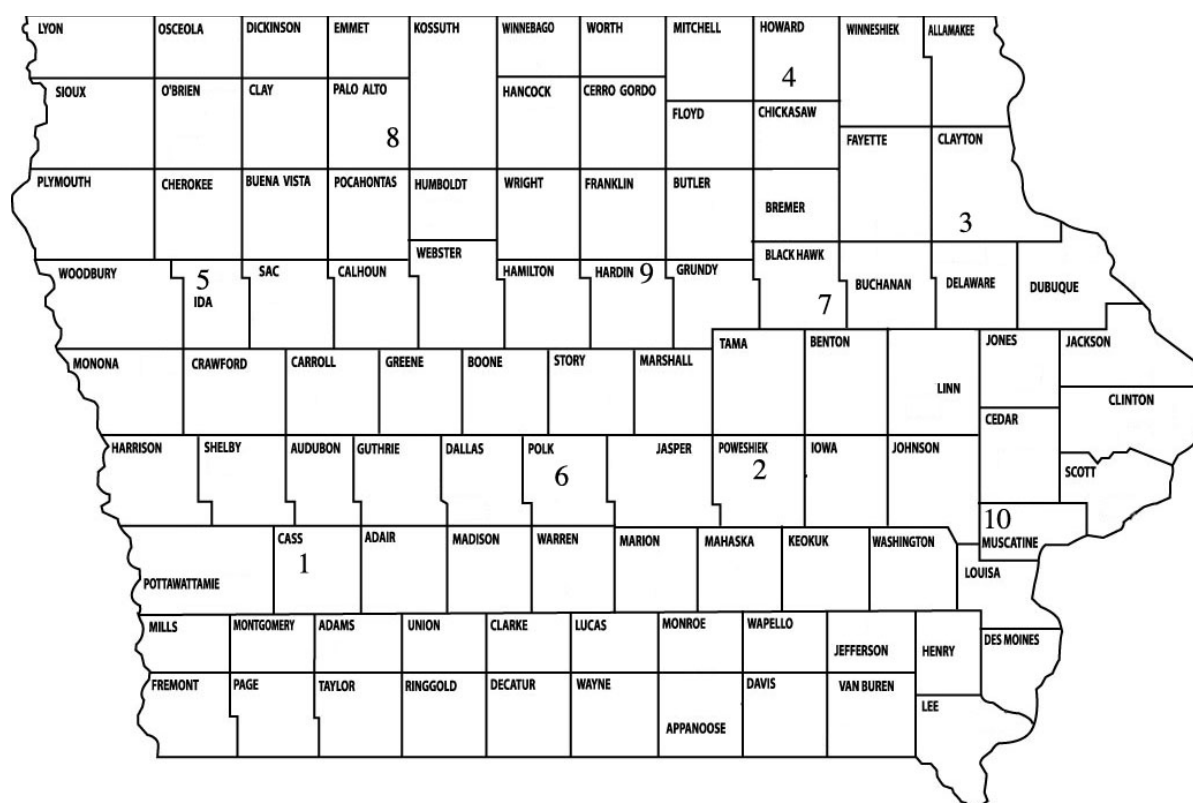 LYON OSCEOLA DICKINSON EMMET KOSSUTH WINNEBAGO WORTH MITCHELL HOWARD WINNESHIEK ALLAMAKEE
4
SIOUX O'BRIEN CLAY PALO ALTO HANCOCK CERRO GORDO
FLOYD CHICKASAW
8
FAYETTE CLAYTON
PLYMOUTH CHEROKEE BUENA VISTA POCAHONTAS HUMBOLDT WRIGHT FRANKLIN BUTLER
BREMER
3
WEBSTER BLACK HAWK
WOODBURY 5 SAC CALHOUN HAMILTON HARDIN 9 GRUNDY
BUCHANAN DELAWARE DUBUQUE
IDA 7
TAMA BENTON JONES JACKSON
MONONA CRAWFORD CARROLL GREENE BOONE STORY MARSHALL
LINN
CLINTON
CEDAR
HARRISON SHELBY AUDUBON GUTHRIE DALLAS POLK JASPER POWESHIEK IOWA JOHNSON
6 2 SCOTT
10
CASS ADAIR MADISON WARREN MARION MAHASKA KEOKUK WASHINGTON MUSCATINE
1
POTTAWATTAMIE LOUISA
MILLS MONTGOMERY ADAMS UNION CLARKE LUCAS MONROE WAPELLO
JEFFERSON HENRY DES MOINES
FREMONT PAGE TAYLOR RINGGOLD DECATUR WAYNE DAVIS VAN BUREN
LEE
APPANOOSE